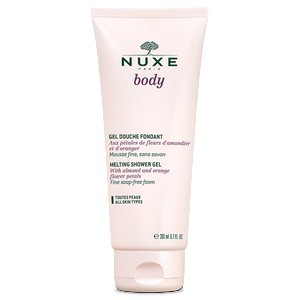 NUXE
PARIS
body
GEL DOUCHE FONDANT
Aux pétales de fleurs d'amandier
et d'oranger
Mousse fine, sans savon
MELTING SHOWER GEL
With almond and orange
flower petals
Fine soap-free foam
TOUTES PEAUX
ALL SKIN TYPES
200 ml 6.7 FL. OZ.